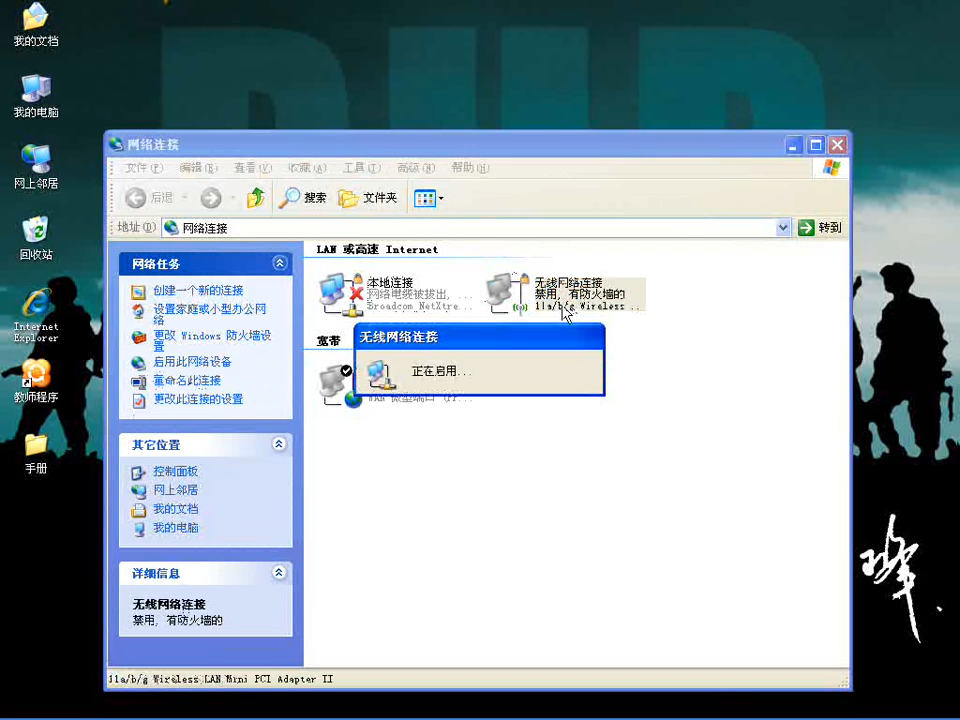 我的文档
我的电脑
网上邻居
回收站
Internet
Explorer
教师程序
手册
网络连接
文件(F) 编辑(E) 查看(V) 收藏(A) 工具(T) 高级(N) 帮助(H)
后退 搜索 文件夹
地址(D) 网络连接 转到
网络任务
创建一个新的连接
设置家庭或小型办公网
络
更改 Windows 防火墙设
置
启用此网络设备
重命名此连接
更改此连接的设置
其它位置
控制面板
网上邻居
我的文档
我的电脑
详细信息
无线网络连接
禁用，有防火墙的
LAN 或高速 Internet
本地连接
网络电缆被拔出，...
Broadcom NetXtre...
无线网络连接
禁用，有防火墙的
11a/b/g Wireless ...
宽带
无线网络连接
正在启用...
WAN 微型端口
11a/b/g Wireless LAN Mini PCI Adapter II